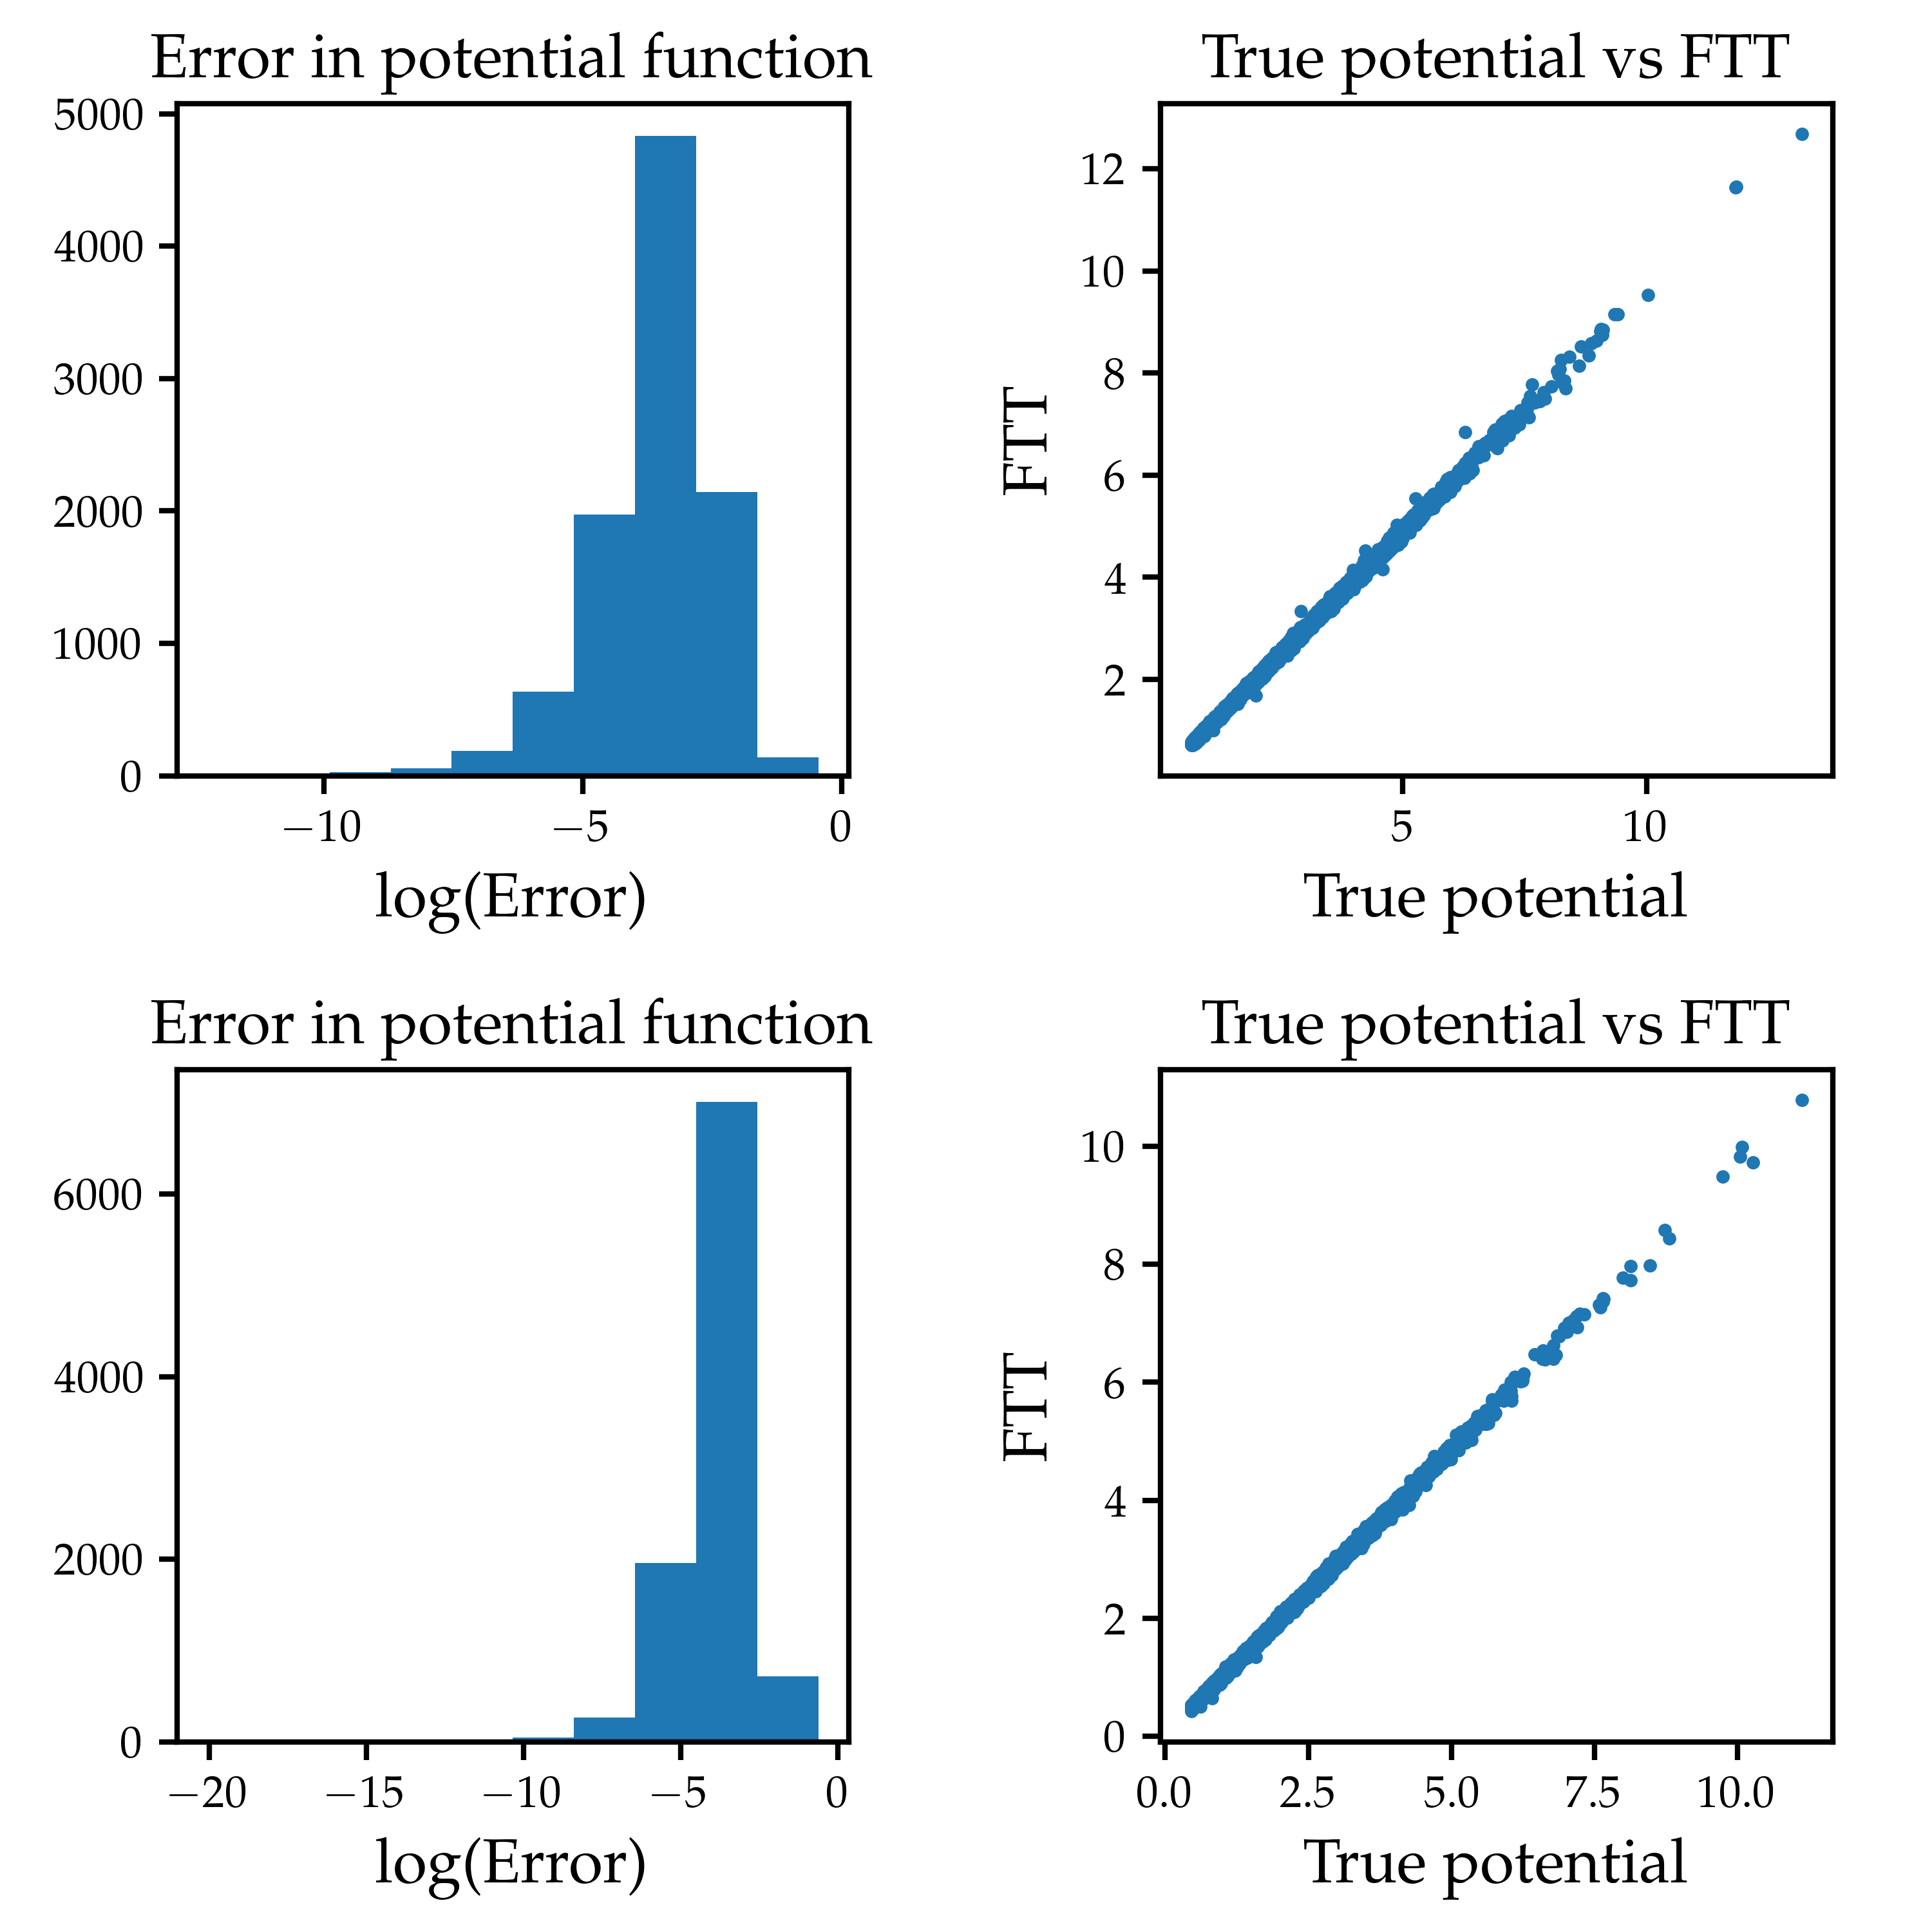 Error in potential function
5000
4000
3000
2000
1000
0
−10 −5 0
log(Error)
True potential vs FTT
12
10
8
6
4
2
FTT
5 10
True potential
Error in potential function
6000
4000
2000
0
−20 −15 −10 −5 0
log(Error)
True potential vs FTT
10
8
6
4
2
0
FTT
0.0 2.5 5.0 7.5 10.0
True potential